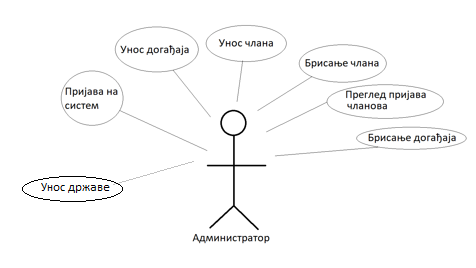 Унос догађаја
Унос члана
Брисање члана
Пријава на
систем
Преглед пријава
чланова
Брисање догађаја
Унос државе
Администратор